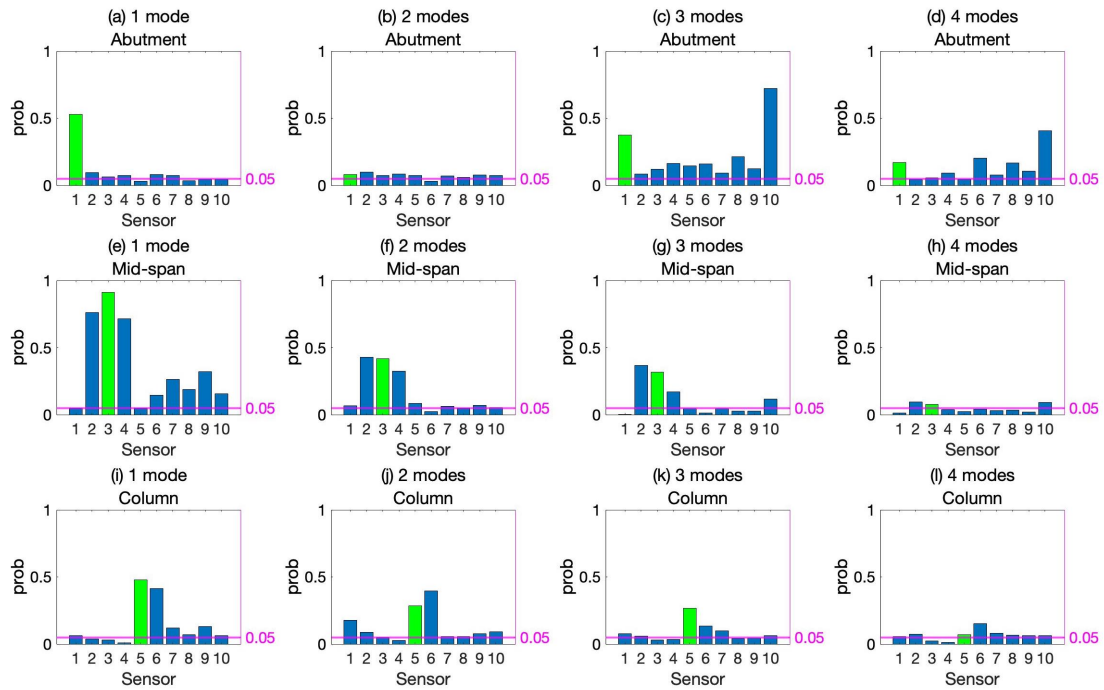 (a) 1 mode
Abutment
1
0.5
0
prob
0.05
1 2 3 4 5 6 7 8 9 10
Sensor
(b) 2 modes
Abutment
1
0.5
0
prob
0.05
1 2 3 4 5 6 7 8 9 10
Sensor
(c) 3 modes
Abutment
1
0.5
0
prob
0.05
1 2 3 4 5 6 7 8 9 10
Sensor
(d) 4 modes
Abutment
1
0.5
0
prob
0.05
1 2 3 4 5 6 7 8 9 10
Sensor
(e) 1 mode
Mid-span
1
0.5
0
prob
0.05
1 2 3 4 5 6 7 8 9 10
Sensor
(f) 2 modes
Mid-span
1
0.5
0
prob
0.05
1 2 3 4 5 6 7 8 9 10
Sensor
(g) 3 modes
Mid-span
1
0.5
0
prob
0.05
1 2 3 4 5 6 7 8 9 10
Sensor
(h) 4 modes
Mid-span
1
0.5
0
prob
0.05
1 2 3 4 5 6 7 8 9 10
Sensor
(i) 1 mode
Column
1
0.5
0
prob
0.05
1 2 3 4 5 6 7 8 9 10
Sensor
(j) 2 modes
Column
1
0.5
0
prob
0.05
1 2 3 4 5 6 7 8 9 10
Sensor
(k) 3 modes
Column
1
0.5
0
prob
0.05
1 2 3 4 5 6 7 8 9 10
Sensor
(l) 4 modes
Column
1
0.5
0
prob
0.05
1 2 3 4 5 6 7 8 9 10
Sensor